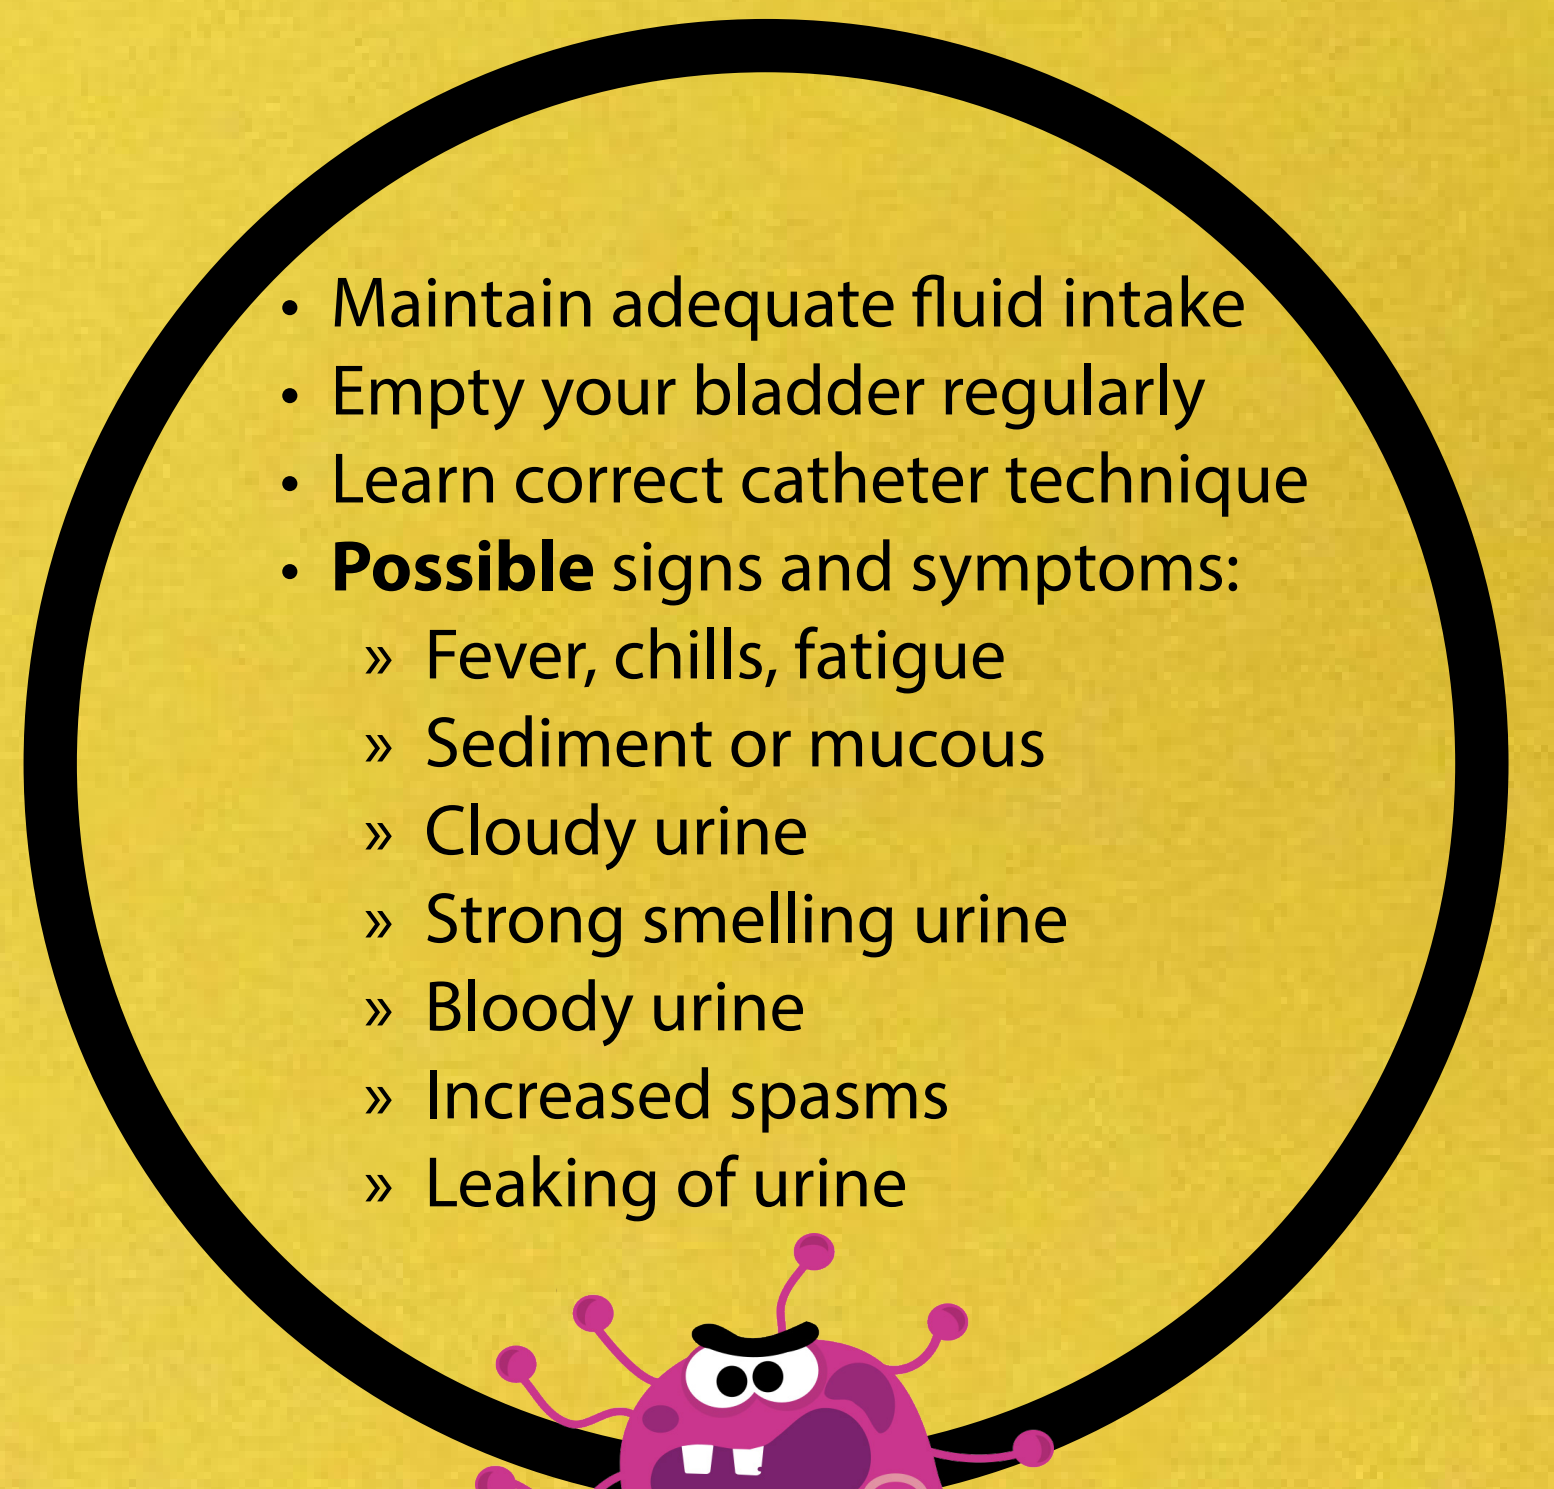 • Maintain adequate fluid intake
• Empty your bladder regularly
• Learn correct catheter technique
• Possible signs and symptoms:
» Fever, chills, fatigue
» Sediment or mucous
» Cloudy urine
» Strong smelling urine
» Bloody urine
» Increased spasms
» Leaking of urine